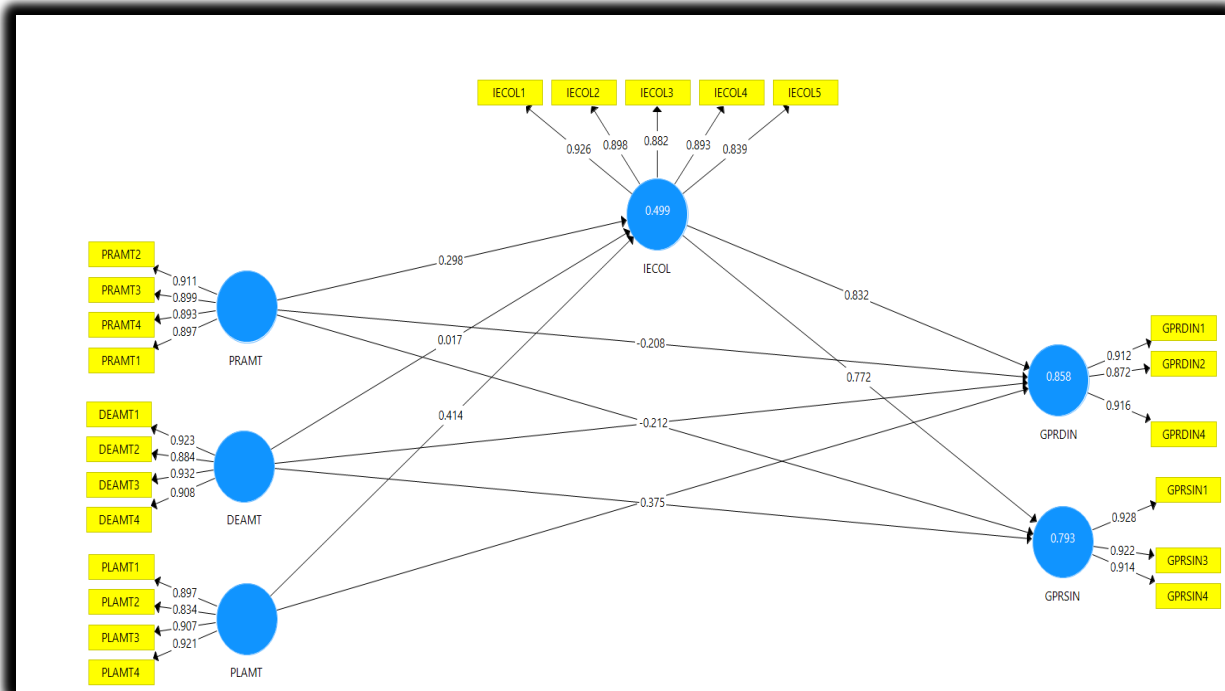 IECOL1 IECOL2 IECOL3 IECOL4 IECOL5
0.926 0.898 0.882 0.893 0.839
0.499
IECOL
PRAMT2
PRAMT3
PRAMT4
PRAMT1
0.911
0.899
0.893
0.897
PRAMT
0.298
0.832
0.017
-0.208
0.772
0.414
-0.212
0.375
DEAMT1
DEAMT2
DEAMT3
DEAMT4
0.923
0.884
0.932
0.908
DEAMT
PLAMT1
PLAMT2
PLAMT3
PLAMT4
0.897
0.834
0.907
0.921
PLAMT
GPRDIN1
GPRDIN2
GPRDIN4
0.912
0.872
0.916
0.858
GPRDIN
GPRSIN1
GPRSIN3
GPRSIN4
0.928
0.922
0.914
0.793
GPRSIN